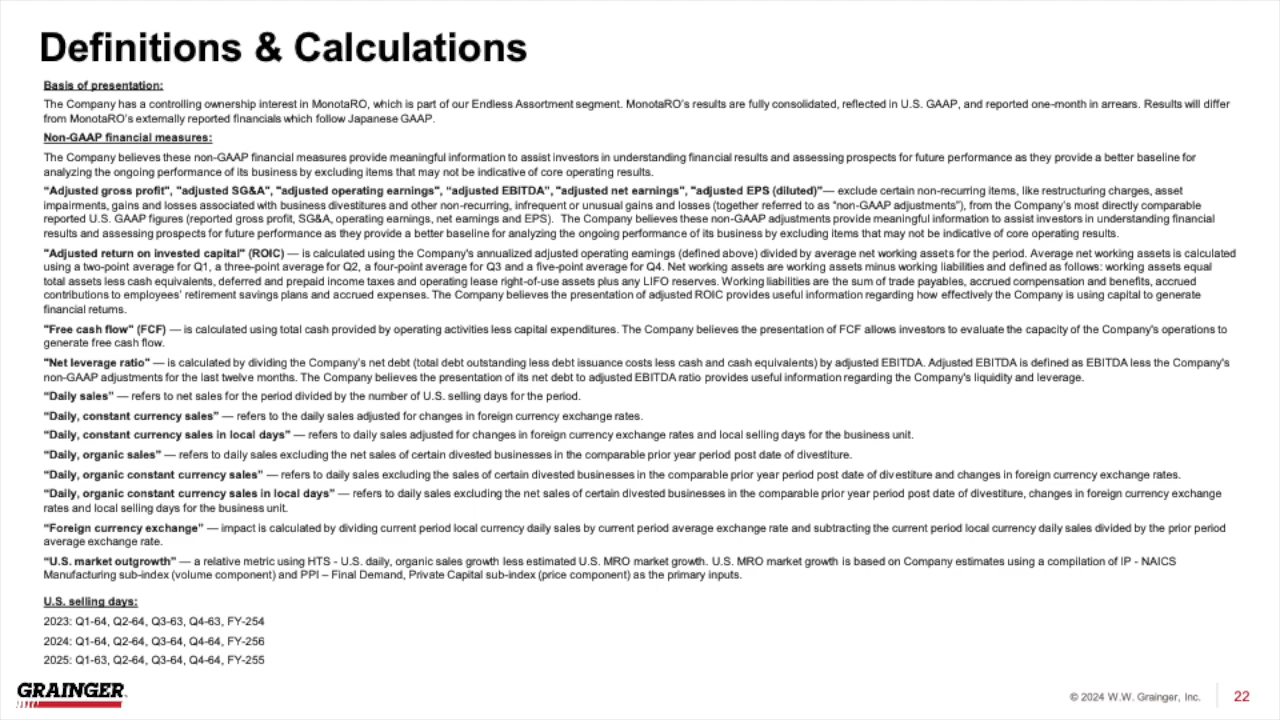 Definitions & Calculations
Basis of presentation:
The Company has a controlling ownership interest in MonotaRO, which is part of our Endless Assortment segment. MonotaRO's results are fully consolidated, reflected in U.S. GAAP, and reported one-month in arrears. Results will differ
from MonotaRO's externally reported financials which follow Japanese GAAP.
Non-GAAP financial measures:
The Company believes these non-GAAP financial measures provide meaningful information to assist investors in understanding financial results and assessing prospects for future performance as they provide a better baseline for
analyzing the ongoing performance of its business by excluding items that may not be indicative of core operating results.
"Adjusted gross profit", "adjusted SG&A", "adjusted operating earnings", "adjusted EBITDA", "adjusted net earnings", "adjusted EPS (diluted)"— exclude certain non-recurring items, like restructuring charges, asset
impairments, gains and losses associated with business divestitures and other non-recurring, infrequent or unusual gains and losses (together referred to as "non-GAAP adjustments"), from the Company's most directly comparable
reported U.S. GAAP figures (reported gross profit, SG&A, operating earnings, net earnings and EPS). The Company believes these non-GAAP adjustments provide meaningful information to assist investors in understanding financial
results and assessing prospects for future performance as they provide a better baseline for analyzing the ongoing performance of its business by excluding items that may not be indicative of core operating results.
"Adjusted return on invested capital" (ROIC) — is calculated using the Company's annualized adjusted operating earnings (defined above) divided by average net working assets for the period. Average net working assets is calculated
using a two-point average for Q1, a three-point average for Q2, a four-point average for Q3 and a five-point average for Q4. Net working assets are working assets minus working liabilities and defined as follows: working assets equal
total assets less cash equivalents, deferred and prepaid income taxes and operating lease right-of-use assets plus any LIFO reserves. Working liabilities are the sum of trade payables, accrued compensation and benefits, accrued
contributions to employees' retirement savings plans and accrued expenses. The Company believes the presentation of adjusted ROIC provides useful information regarding how effectively the Company is using capital to generate
financial returns.
"Free cash flow" (FCF) — is calculated using total cash provided by operating activities less capital expenditures. The Company believes the presentation of FCF allows investors to evaluate the capacity of the Company's operations to
generate free cash flow.
"Net leverage ratio" — is calculated by dividing the Company's net debt (total debt outstanding less debt issuance costs less cash and cash equivalents) by adjusted EBITDA. Adjusted EBITDA is defined as EBITDA less the Company's
non-GAAP adjustments for the last twelve months. The Company believes the presentation of its net debt to adjusted EBITDA ratio provides useful information regarding the Company's liquidity and leverage.
"Daily sales" — refers to net sales for the period divided by the number of U.S. selling days for the period.
"Daily, constant currency sales" — refers to the daily sales adjusted for changes in foreign currency exchange rates.
"Daily, constant currency sales in local days" — refers to daily sales adjusted for changes in foreign currency exchange rates and local selling days for the business unit.
"Daily, organic sales" — refers to daily sales excluding the net sales of certain divested businesses in the comparable prior year period post date of divestiture.
"Daily, organic constant currency sales" — refers to daily sales excluding the sales of certain divested businesses in the comparable prior year period post date of divestiture and changes in foreign currency exchange rates.
"Daily, organic constant currency sales in local days" — refers to daily sales excluding the net sales of certain divested businesses in the comparable prior year period post date of divestiture, changes in foreign currency exchange
rates and local selling days for the business unit.
"Foreign currency exchange" — impact is calculated by dividing current period local currency daily sales by current period average exchange rate and subtracting the current period local currency daily sales divided by the prior period
average exchange rate.
"U.S. market outgrowth" — a relative metric using HTS - U.S. daily, organic sales growth less estimated U.S. MRO market growth. U.S. MRO market growth is based on Company estimates using a compilation of IP - NAICS
Manufacturing sub-index (volume component) and PPI – Final Demand, Private Capital sub-index (price component) as the primary inputs.
U.S. selling days:
2023: Q1-64, Q2-64, Q3-63, Q4-63, FY-254
2024: Q1-64, Q2-64, Q3-64, Q4-64, FY-256
2025: Q1-63, Q2-64, Q3-64, Q4-64, FY-255
GRAINGER
© 2024 W.W. Grainger, Inc.
22